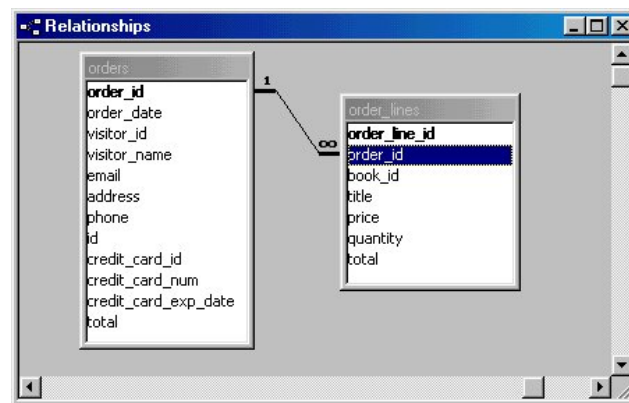 Relationships
orders
order_id
order_date
visitor_id
visitor_name
email
address
phone
id
credit_card_id
credit_card_num
credit_card_exp_date
total
1
∞
order_lines
order_line_id
order_id
book_id
title
price
quantity
total